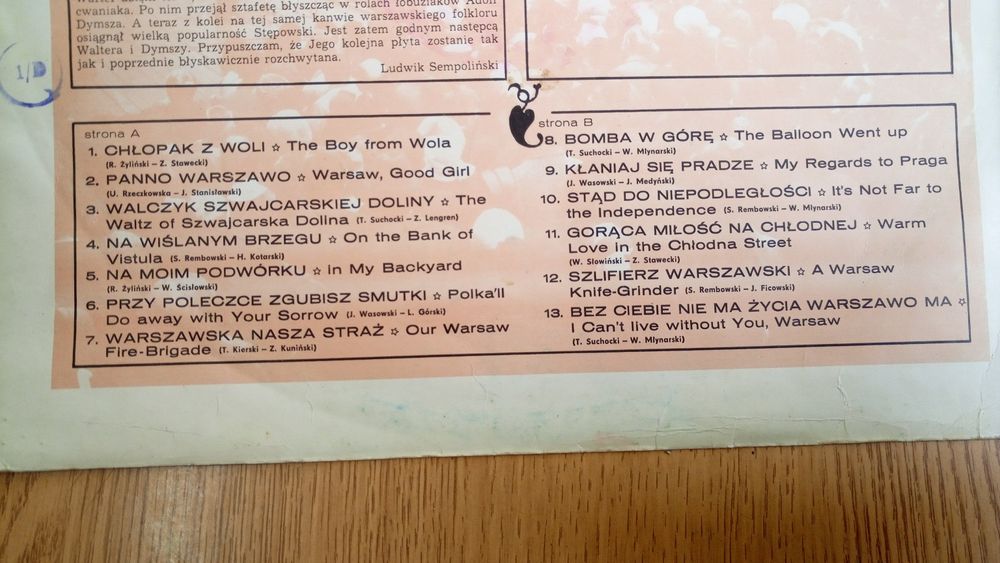 cwaniaka. Po nim przejął sztafetę błyszcząc w rolach łobuziaków Adolf
Dymsza. A teraz z kolei na tej samej kanwie warszawskiego folkloru
osiągnął wielką popularność Stępowski. Jest zatem godnym następcą
Waltera i Dymszy. Przypuszczam, że Jego kolejna płyta zostanie tak
jak i poprzednie błyskawicznie rozchwytana.
Ludwik Sempoliński
1/D
strona A
1. CHŁOPAK Z WOLI ☆ The Boy from Wola
(R. Żyliński – Z. Stawecki)
2. PANNO WARSZAWO ☆ Warsaw, Good Girl
(U. Rzeczkowska – J. Stanisławski)
3. WALCZYK SZWAJCARSKIEJ DOLINY ☆ The
Waltz of Szwajcarska Dolina (T. Suchocki – Z. Lengren)
4. NA WIŚLANYM BRZEGU ☆ On the Bank of
Vistula (S. Rembowski – H. Kotarski)
5. NA MOIM PODWÓRKU ☆ in My Backyard
(R. Żyliński – W. Ścisłowski)
6. PRZY POLECZCE ZGUBISZ SMUTKI ☆ Polka'll
Do away with Your Sorrow (J. Wasowski – L. Górski)
7. WARSZAWSKA NASZA STRAŻ ☆ Our Warsaw
Fire-Brigade (T. Kierski – Z. Kuniński)
strona B
8. BOMBA W GÓRĘ ☆ The Balloon Went up
(T. Suchocki – W. Młynarski)
9. KŁANIAJ SIĘ PRADZE ☆ My Regards to Praga
(J. Wasowski – J. Medyński)
10. STĄD DO NIEPODLEGŁOŚCI ☆ It's Not Far to
the Independence (S. Rembowski – W. Młynarski)
11. GORĄCA MIŁOŚĆ NA CHŁODNEJ ☆ Warm
Love in the Chłodna Street
(W. Słowiński – Z. Stawecki)
12. SZLIFIERZ WARSZAWSKI ☆ A Warsaw
Knife-Grinder (S. Rembowski – J. Ficowski)
13. BEZ CIEBIE NIE MA ŻYCIA WARSZAWO MA ☆
I Can't live without You, Warsaw
(T. Suchocki – W. Młynarski)